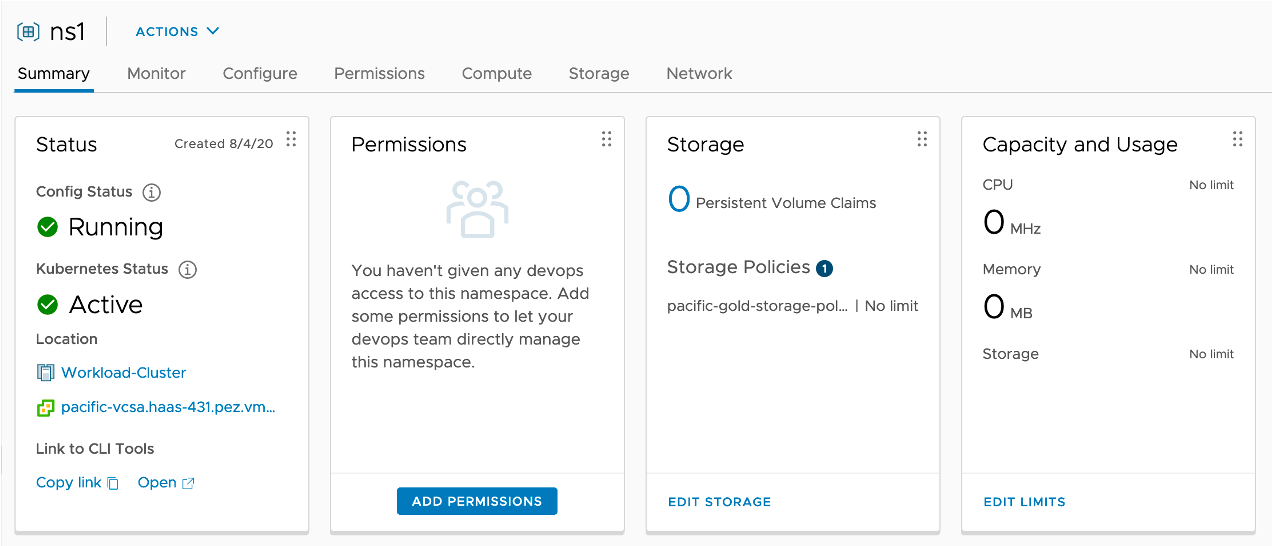 ns1
ACTIONS
Summary Monitor Configure Permissions Compute Storage Network
Status Created 8/4/20
Config Status
Running
Kubernetes Status
Active
Location
Workload-Cluster
pacific-vcsa.haas-431.pez.vm...
Link to CLI Tools
Copy link Open
Permissions
You haven't given any devops
access to this namespace. Add
some permissions to let your
devops team directly manage
this namespace.
ADD PERMISSIONS
Storage
0 Persistent Volume Claims
Storage Policies 1
pacific-gold-storage-pol... | No limit
EDIT STORAGE
Capacity and Usage
CPU No limit
0 MHz
Memory No limit
0 MB
Storage No limit
EDIT LIMITS